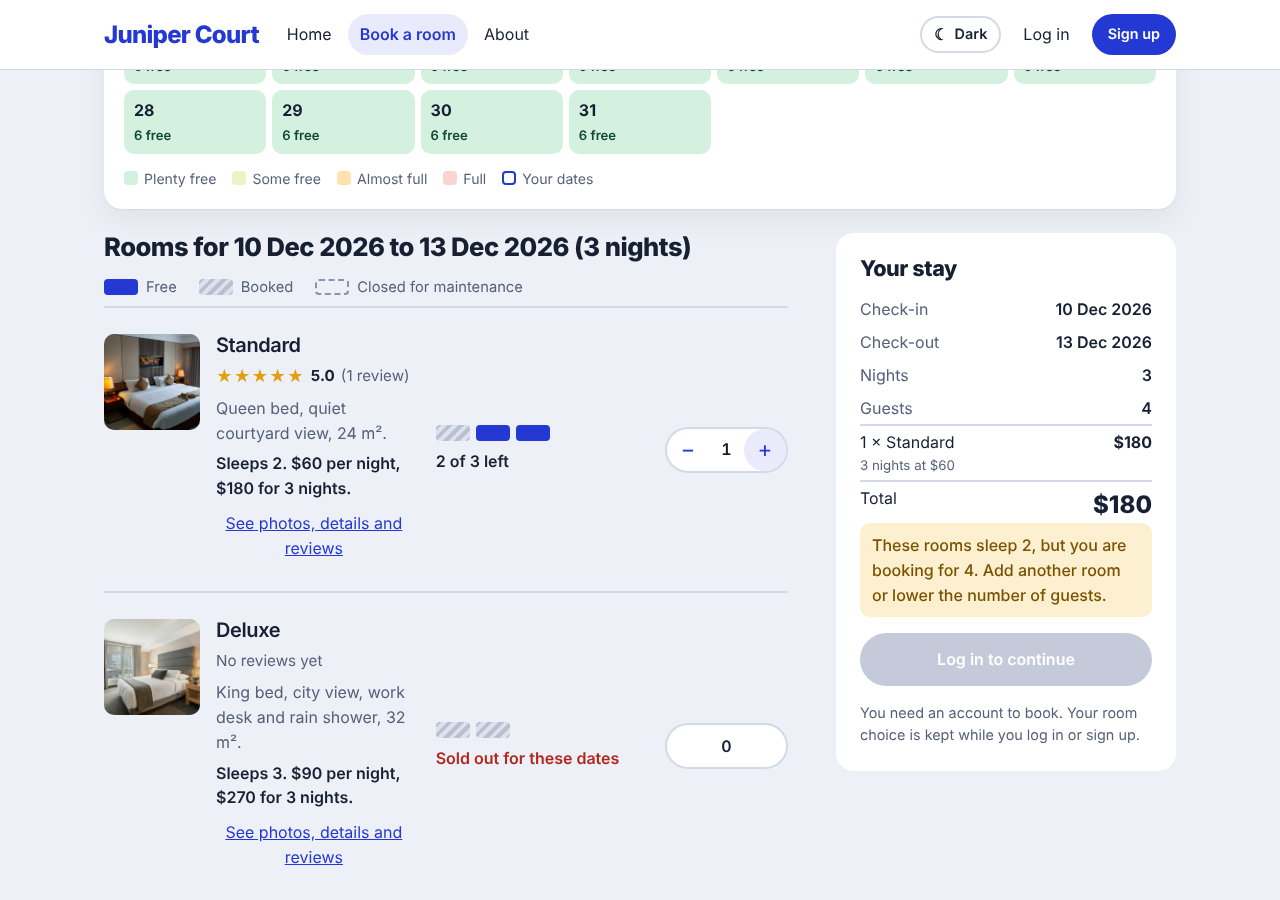 Juniper Court
Home
Book a room
About
☾ Dark
Log in
Sign up
28
6 free
29
6 free
30
6 free
31
6 free
Plenty free
Some free
Almost full
Full
Your dates
Rooms for 10 Dec 2026 to 13 Dec 2026 (3 nights)
Free
Booked
Closed for maintenance
Standard
★★★★★ 5.0 (1 review)
Queen bed, quiet
courtyard view, 24 m².
Sleeps 2. $60 per night,
$180 for 3 nights.
See photos, details and
reviews
2 of 3 left
− 1 +
Deluxe
No reviews yet
King bed, city view, work
desk and rain shower, 32
m².
Sleeps 3. $90 per night,
$270 for 3 nights.
See photos, details and
reviews
Sold out for these dates
0
Your stay
Check-in 10 Dec 2026
Check-out 13 Dec 2026
Nights 3
Guests 4
1 × Standard $180
3 nights at $60
Total $180
These rooms sleep 2, but you are
booking for 4. Add another room
or lower the number of guests.
Log in to continue
You need an account to book. Your room
choice is kept while you log in or sign up.